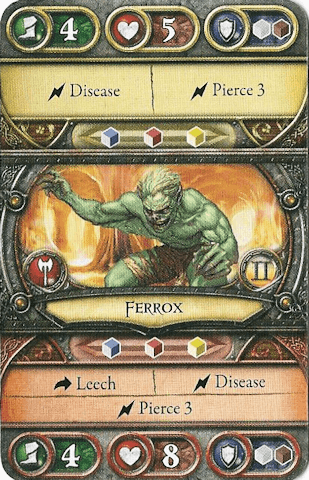 4 5
Disease Pierce 3
II
FERROX
Leech Disease
Pierce 3
4 8